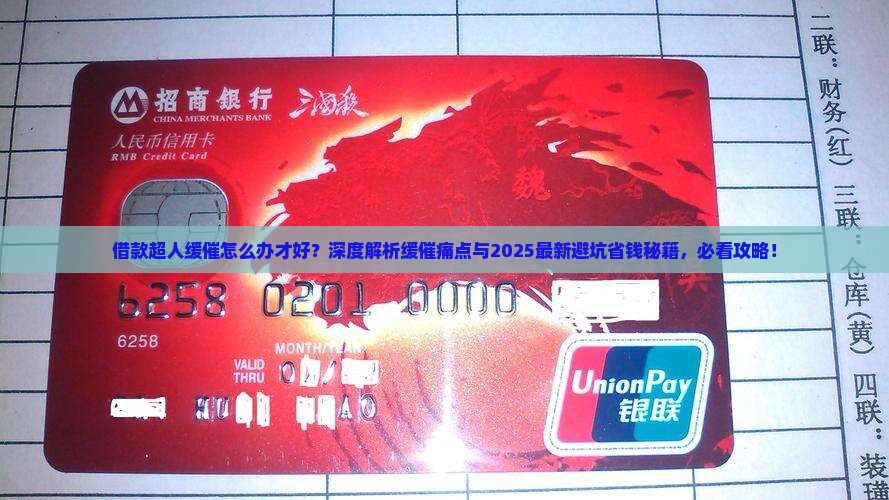 招商銀行 三国殺
CHINA MERCHANTS BANK
人民币信用卡
RMB Credit Card
魏
借款超人缓催怎么办才好？深度解析缓催痛点与2025最新避坑省钱秘籍，必看攻略！
6258 0201 0000
6258
MONTH/YEAR
VALID
THRU
UnionPay
银联
二联：财务(红) 三联：仓库(黄) 四联：装璜